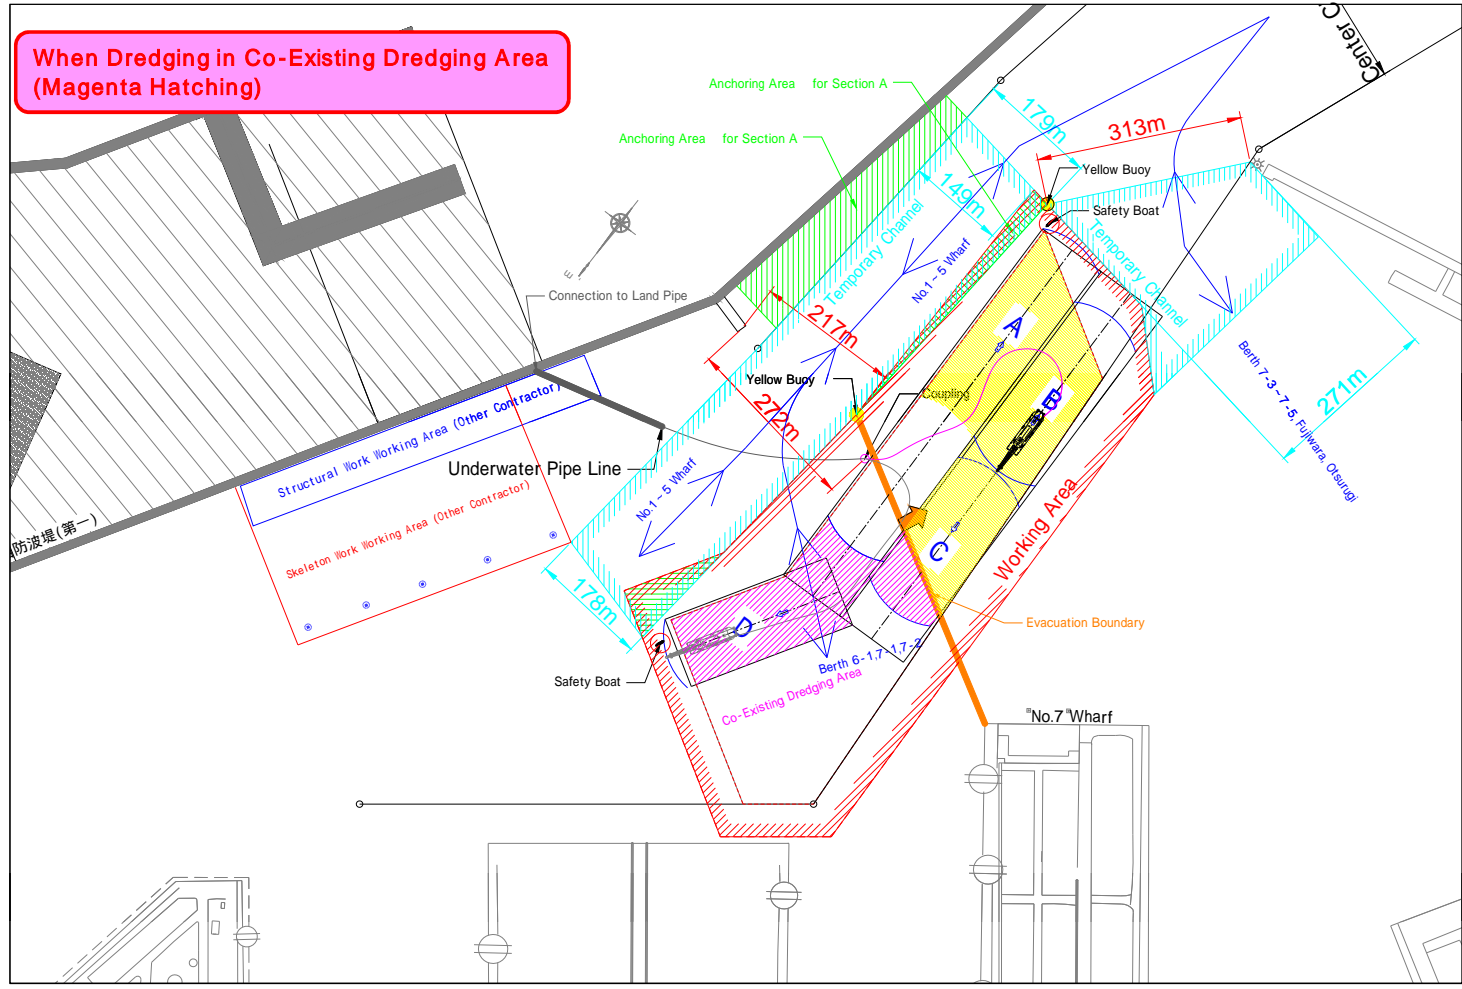 When Dredging in Co-Existing Dredging Area
(Magenta Hatching)
Anchoring Area for Section A
Anchoring Area for Section A
179m
313m
Yellow Buoy
Safety Boat
149m
Temporary Channel
Temporary Channel
No.1~5 Wharf
E
Connection to Land Pipe
217m
A
Yellow Buoy
272m
Coupling
B
Berth 7-3~7-5, Fujiwara, Otsurugi
271m
Structural Work Working Area (Other Contractor)
Underwater Pipe Line
No.1~5 Wharf
Skeleton Work Working Area (Other Contractor)
防波堤(第一)
C
Working Area
178m
D
Evacuation Boundary
Berth 6-1,7-1,7-2
Safety Boat
Co-Existing Dredging Area
No.7 Wharf